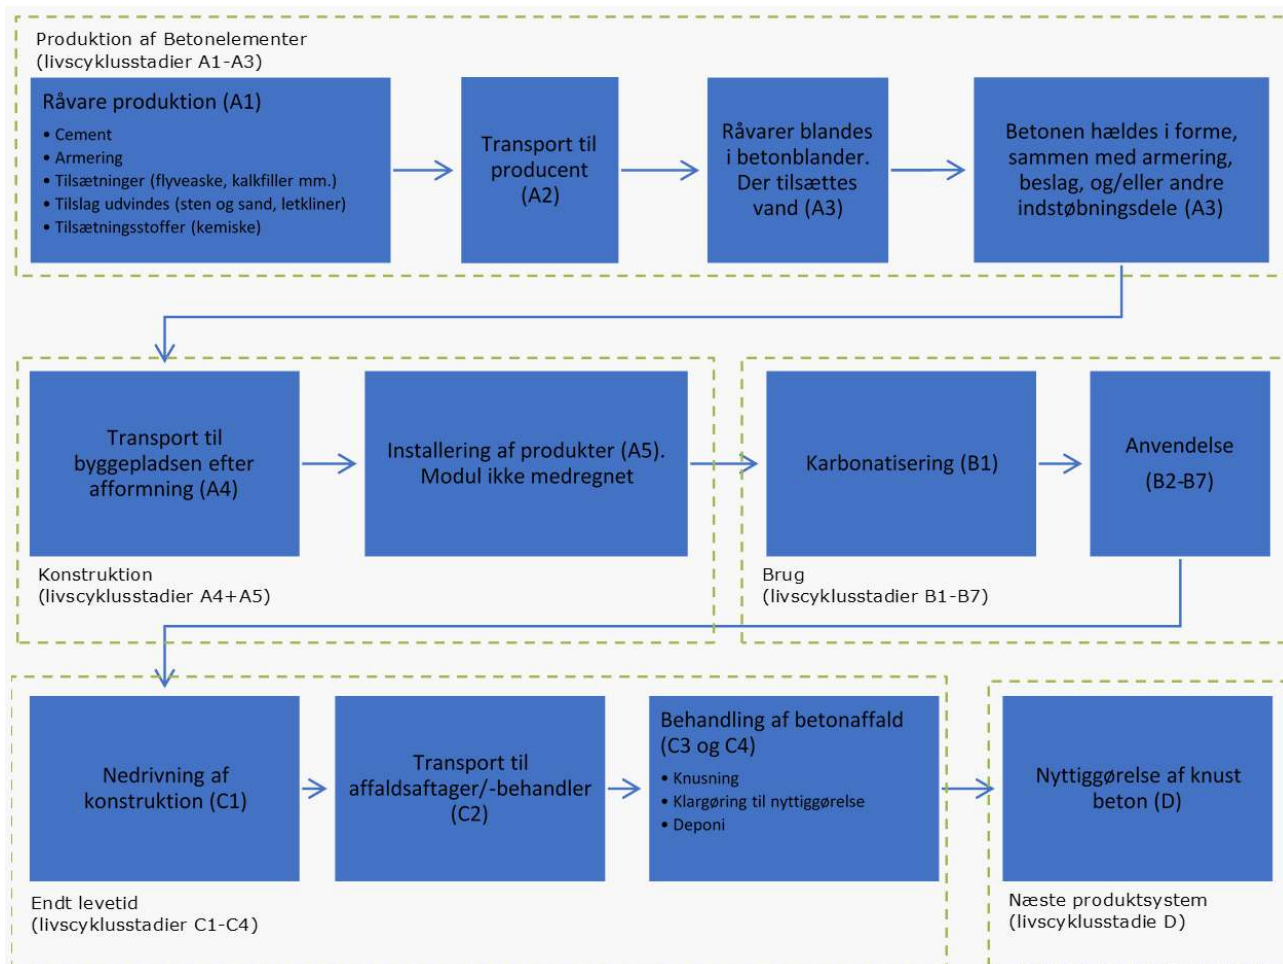 Produktion af Betonelementer
(livscyklusstadier A1-A3)
Råvare produktion (A1)
• Cement
• Armering
• Tilsætninger (flyveaske, kalkfiller mm.)
• Tilslag udvindes (sten og sand, letkliner)
• Tilsætningsstoffer (kemiske)
Transport til
producent
(A2)
Råvarer blandes
i betonblander.
Der tilsættes
vand (A3)
Betonen hældes i forme,
sammen med armering,
beslag, og/eller andre
indstøbningsdele (A3)
Transport til
byggepladsen efter
afformning (A4)
Installering af produkter (A5).
Modul ikke medregnet
Konstruktion
(livscyklusstadier A4+A5)
Karbonatisering (B1)
Anvendelse
(B2-B7)
Brug
(livscyklusstadier B1-B7)
Nedrivning af
konstruktion (C1)
Transport til
affaldsaftager/-behandler
(C2)
Behandling af betonaffald
(C3 og C4)
• Knusning
• Klargøring til nyttiggørelse
• Deponi
Endt levetid
(livscyklusstadier C1-C4)
Nyttiggørelse af knust
beton (D)
Næste produktsystem
(livscyklusstadie D)